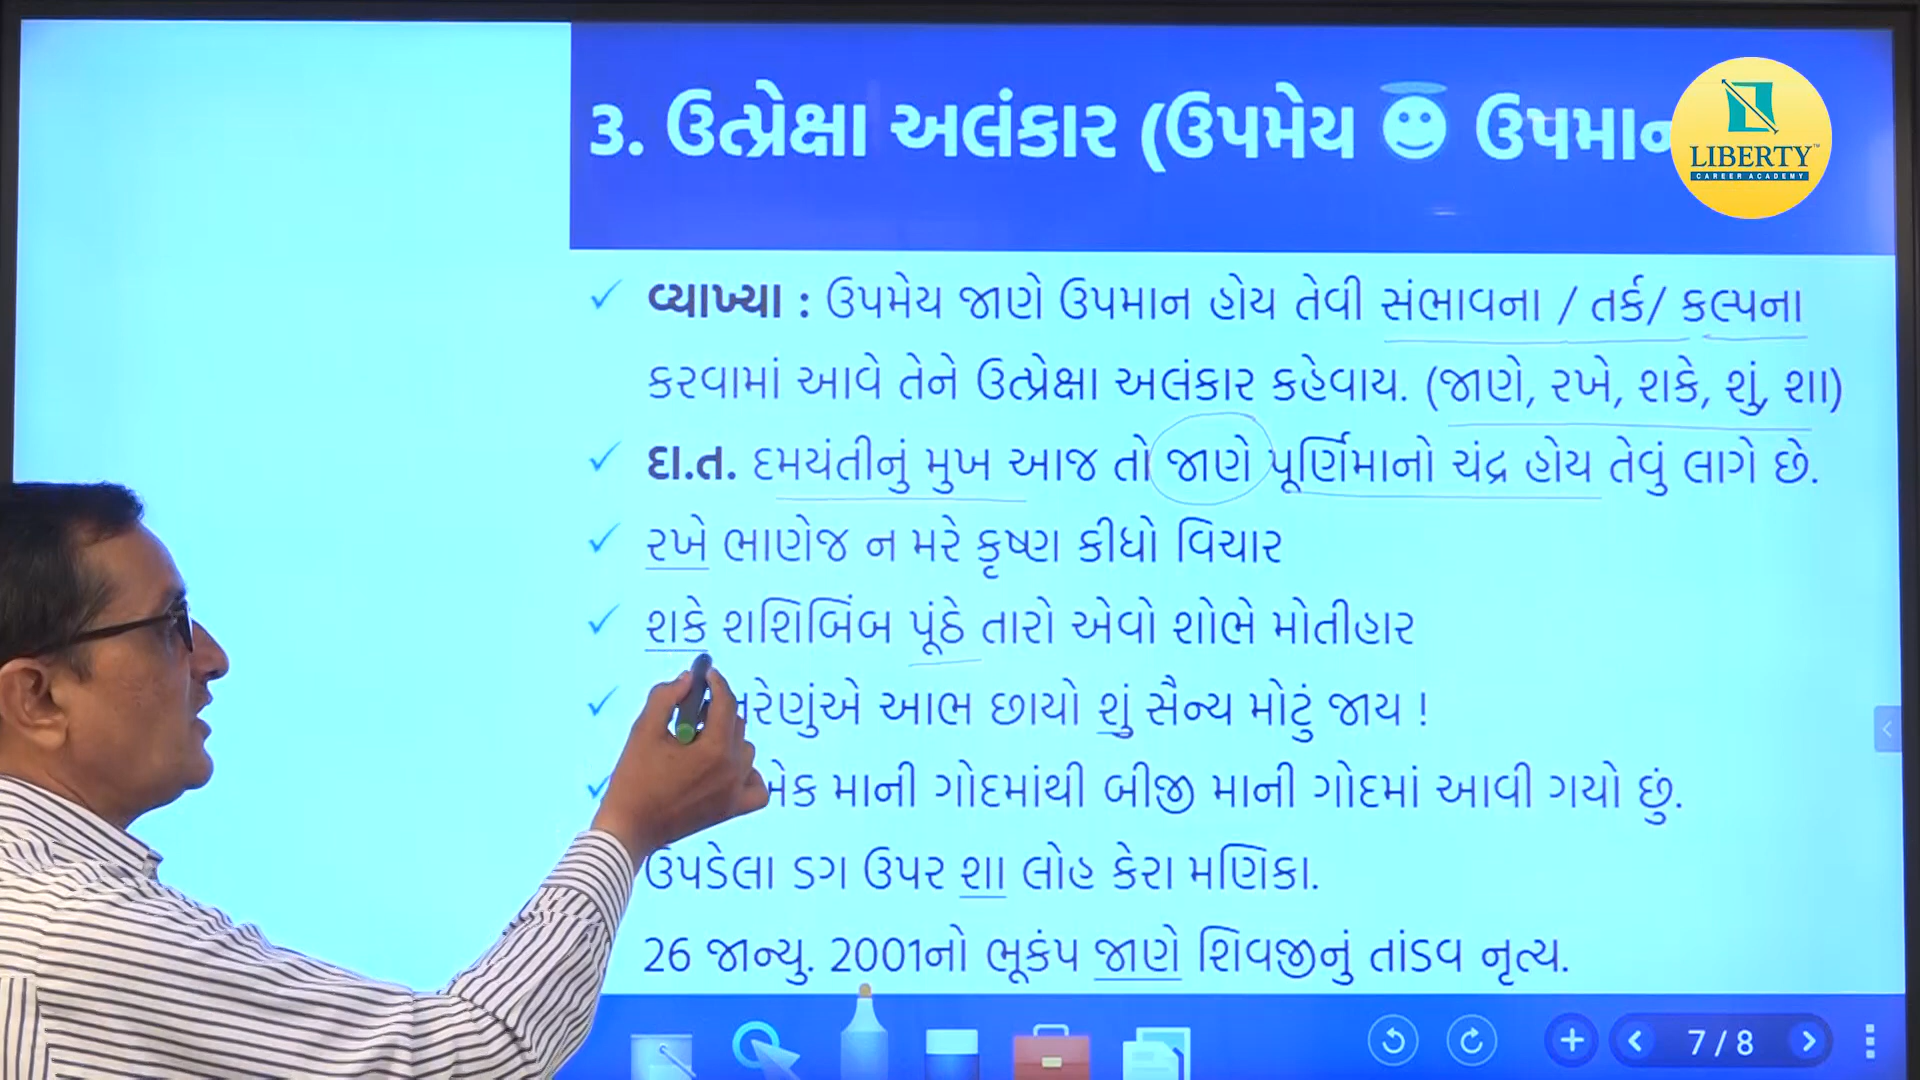 ૩. ઉત્પ્રેક્ષા અલંકાર (ઉપમેય ઉપમાન
LIBERTY
CAREER ACADEMY
વ્યાખ્યા : ઉપમેય જાણે ઉપમાન હોય તેવી સંભાવના / તર્ક/ કલ્પના
કરવામાં આવે તેને ઉત્પ્રેક્ષા અલંકાર કહેવાય. (જાણે, રખે, શકે, શું, શા)
દા.ત. દમયંતીનું મુખ આજ તો જાણે પૂર્ણિમાનો ચંદ્ર હોય તેવું લાગે છે.
રખે ભાણેજ ન મરે કૃષ્ણ કીધો વિચાર
શકે શશિબિંબ પૂંઠે તારો એવો શોભે મોતીહાર
આભ છાયો શું સૈન્ય મોટું જાય !
માની ગોદમાંથી બીજી માની ગોદમાં આવી ગયો છું.
ઉપડેલા ડગ ઉપર શા લોહ કેરા મણિકા.
26 જાન્યુ. 2001નો ભૂકંપ જાણે શિવજીનું તાંડવ નૃત્ય.
7 / 8